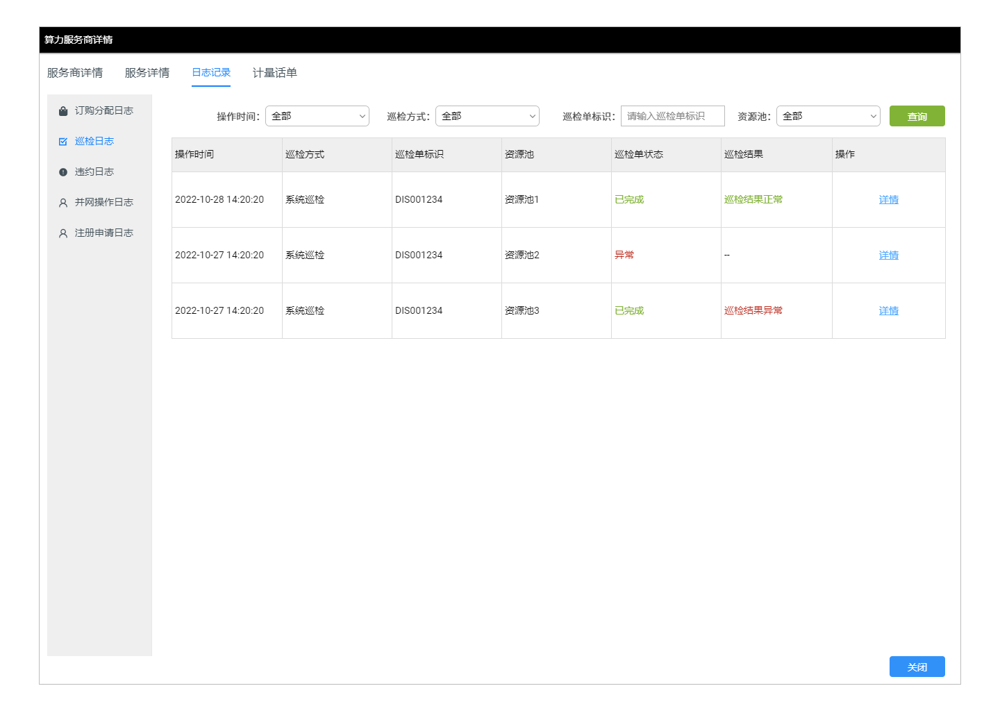 算力服务商详情
服务商详情 服务详情 日志记录 计量话单
订购分配日志
巡检日志
违约日志
并网操作日志
注册申请日志
操作时间： 全部 巡检方式： 全部 巡检单标识： 请输入巡检单标识 资源池： 全部 查询
操作时间 巡检方式 巡检单标识 资源池 巡检单状态 巡检结果 操作
2022-10-28 14:20:20 系统巡检 DIS001234 资源池1 已完成 巡检结果正常 详情
2022-10-27 14:20:20 系统巡检 DIS001234 资源池2 异常 -- 详情
2022-10-27 14:20:20 系统巡检 DIS001234 资源池3 已完成 巡检结果异常 详情
关闭